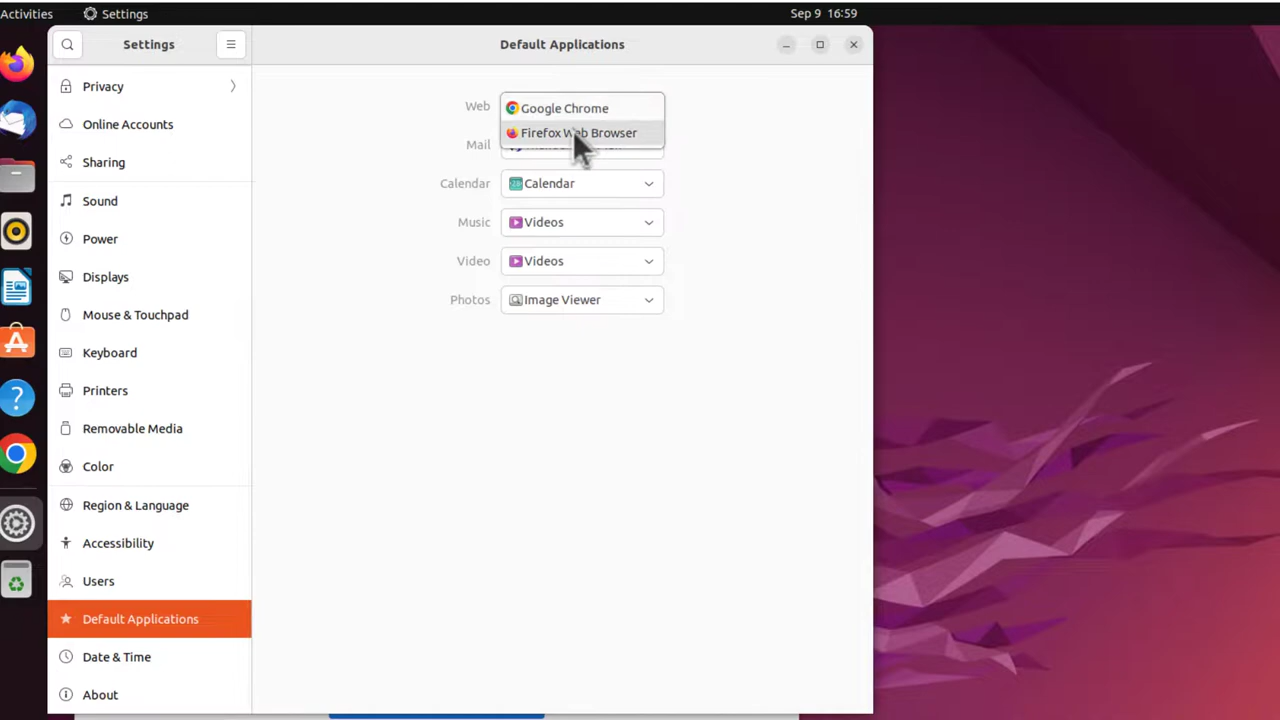 Activities Settings Sep 9 16:59
Settings Default Applications
Privacy
Online Accounts
Sharing
Sound
Power
Displays
Mouse & Touchpad
Keyboard
Printers
Removable Media
Color
Region & Language
Accessibility
Users
Default Applications
Date & Time
About
Web Google Chrome
Firefox Web Browser
Mail
Calendar Calendar
Music Videos
Video Videos
Photos Image Viewer